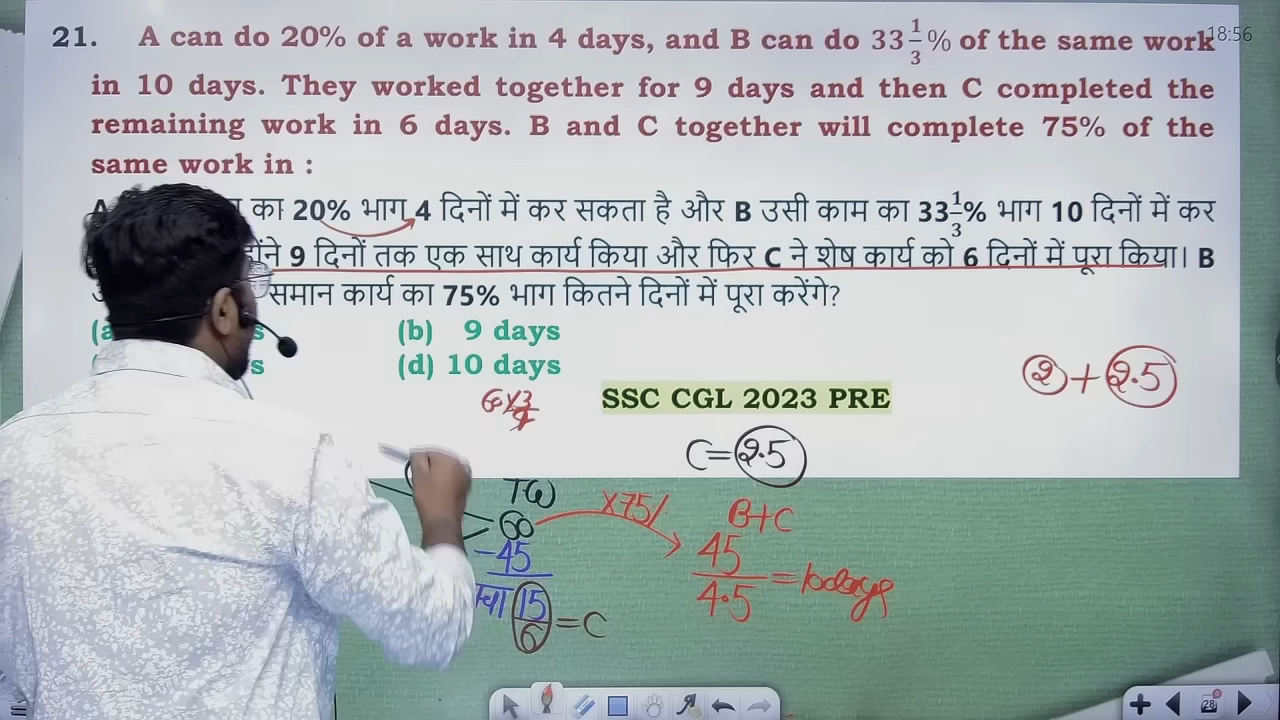 18:56
21. A can do 20% of a work in 4 days, and B can do 33 1/3% of the same work
in 10 days. They worked together for 9 days and then C completed the
remaining work in 6 days. B and C together will complete 75% of the
same work in :
का 20% भाग 4 दिनों में कर सकता है और B उसी काम का 33 1/3% भाग 10 दिनों में कर
9 दिनों तक एक साथ कार्य किया और फिर C ने शेष कार्य को 6 दिनों में पूरा किया। B
समान कार्य का 75% भाग कितने दिनों में पूरा करेंगे?
(b) 9 days
(d) 10 days
2 + 2.5
6×3/4
SSC CGL 2023 PRE
C = 2.5
TW
60
×75%
B+C
-45
45/4.5 = 10days
15/6 = C
28